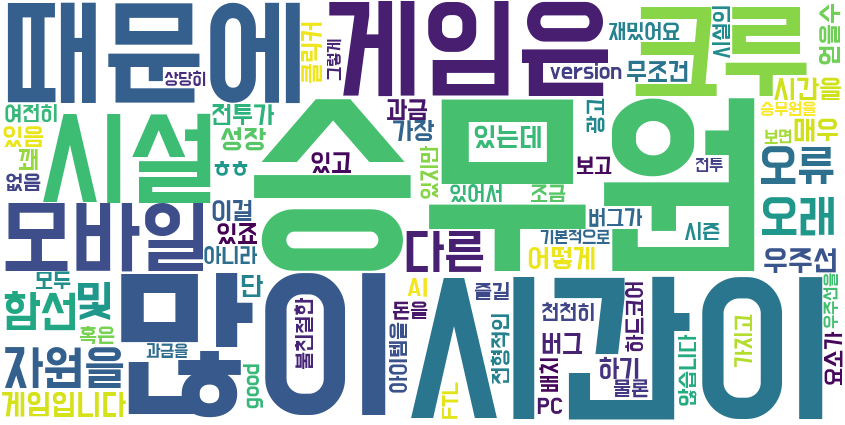 때문에
상당히
클릭커
그렇게
게임은
재밌어요
version
무조건
크루
시설의
얻을수
시간을
승무원을
여전히
있음
꽤
없음
시설
전투가
성장
ㅎㅎ
과금
가장
있고
승무원
있는데
있지만
있어서
조금
광고
보고
전투
보면
매우
오류
오래
모바일
이걸
있죠
아니라
다른
버그가
기본적으로
어떻게
시즌
우주선
함선
및
모두
혹은
단
많이
불친절한
AI
돈을
아이템을
즐길
전형적인
천천히
하드코어
시간이
가지고
우주선을
요소가
자원을
과금을
게임입니다
good
FTL
버그
배치
PC
하기
물론
않습니다